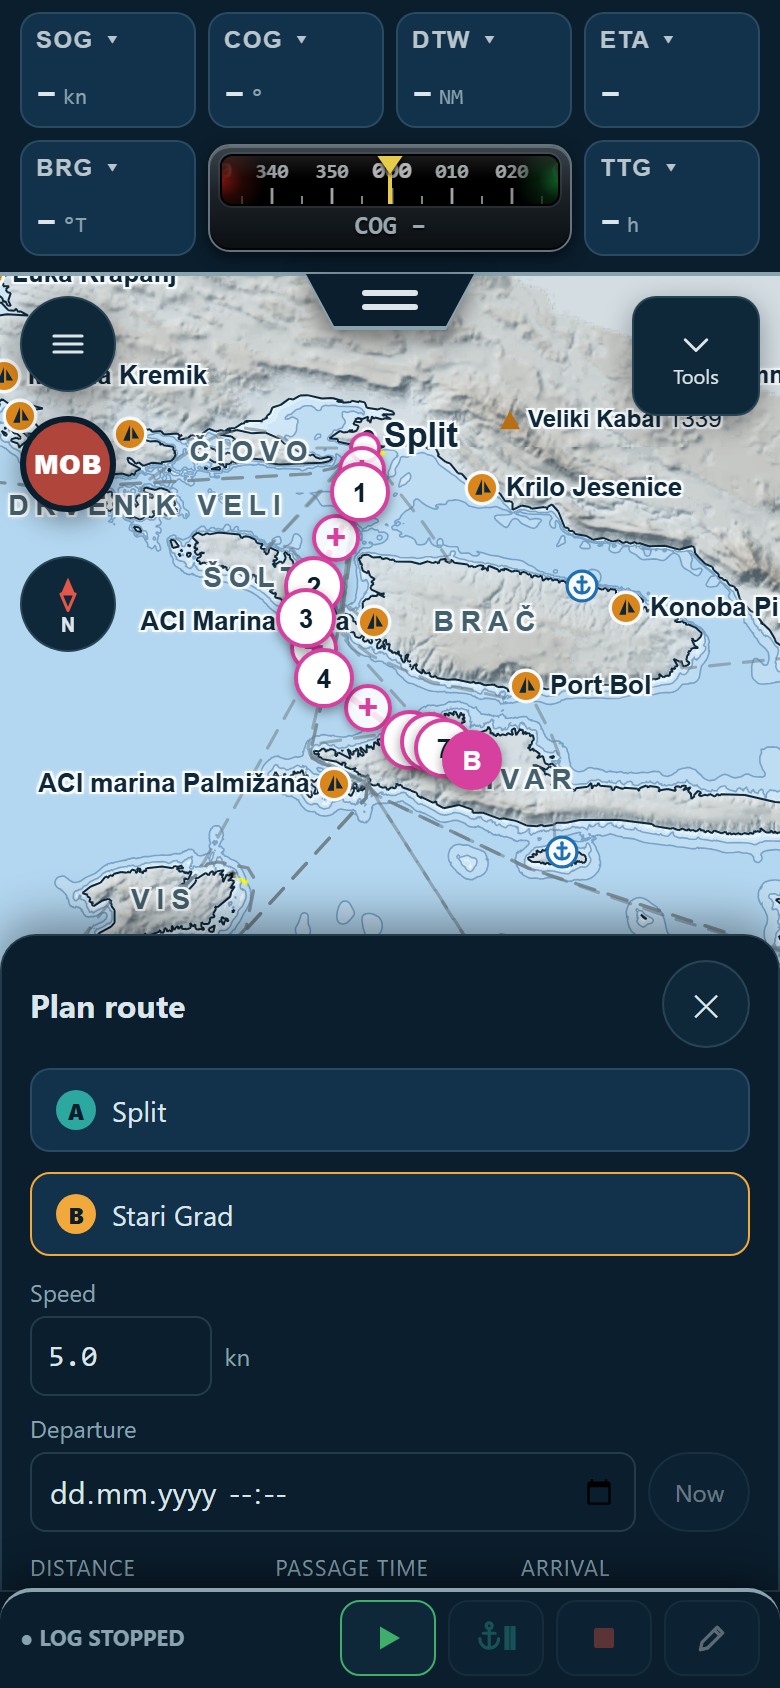 SOG ▼
COG ▼
DTW ▼
ETA ▼
– kn
– °
– NM
–
BRG ▼
340 350 000 010 020
TTG ▼
– °T
COG –
– h
Kremik
Tools
Veliki Kabal 1339
Split
ČIOVO
MOB
Krilo Jesenice
1
DRVENIK VELI
+
ŠOLT
2
BRAČ
Konoba Pi
N
ACI Marina
3
4
Port Bol
+
7
B
VAR
ACI marina Palmižana
VIS
Plan route
A Split
B Stari Grad
Speed
5.0 kn
Departure
dd.mm.yyyy --:--
Now
DISTANCE PASSAGE TIME ARRIVAL
● LOG STOPPED